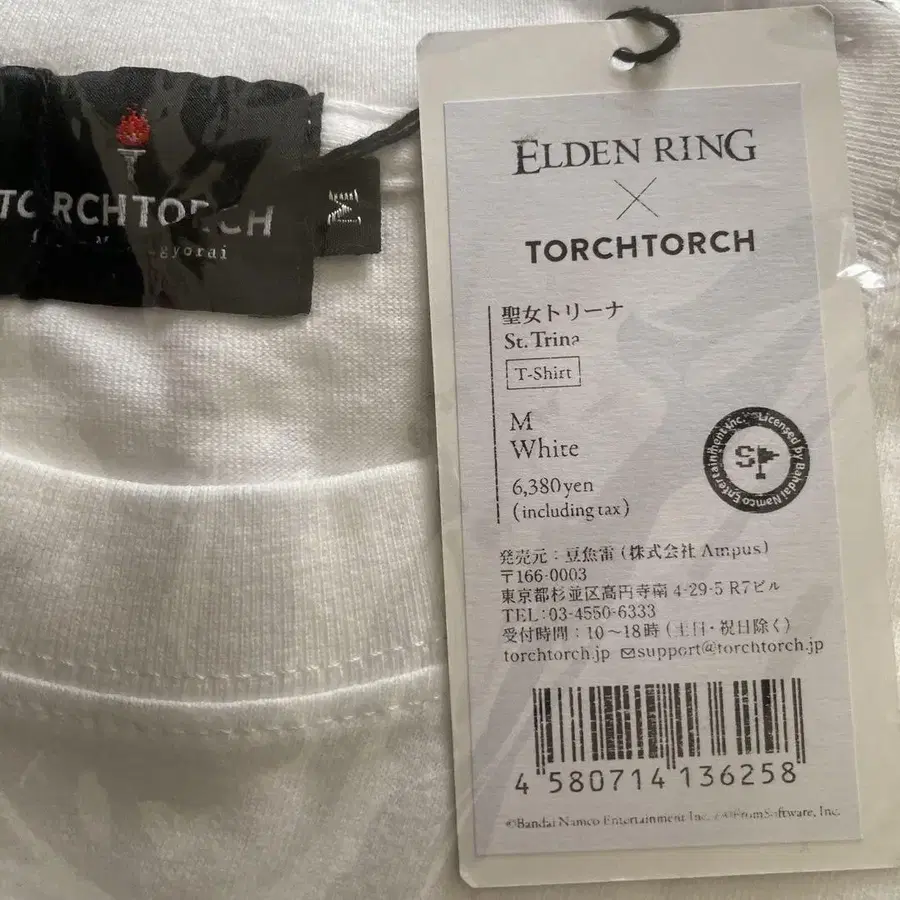 TORCHTORCH
gyorai
M
ELDEN RING
×
TORCHTORCH
聖女トリーナ
St. Trina
T-Shirt
M
White
6,380yen
(including tax)
Licensed by Bandai Namco Entertainment Inc.
発売元：豆魚雷 (株式会社 Ampus)
〒166-0003
東京都杉並区高円寺南 4-29-5 R7ビル
TEL:03-4550-6333
受付時間：10～18時 (土日・祝日除く)
torchtorch.jp ✉support@torchtorch.jp
4 580714 136258
©Bandai Namco Entertainment Inc. / ©FromSoftware, Inc.